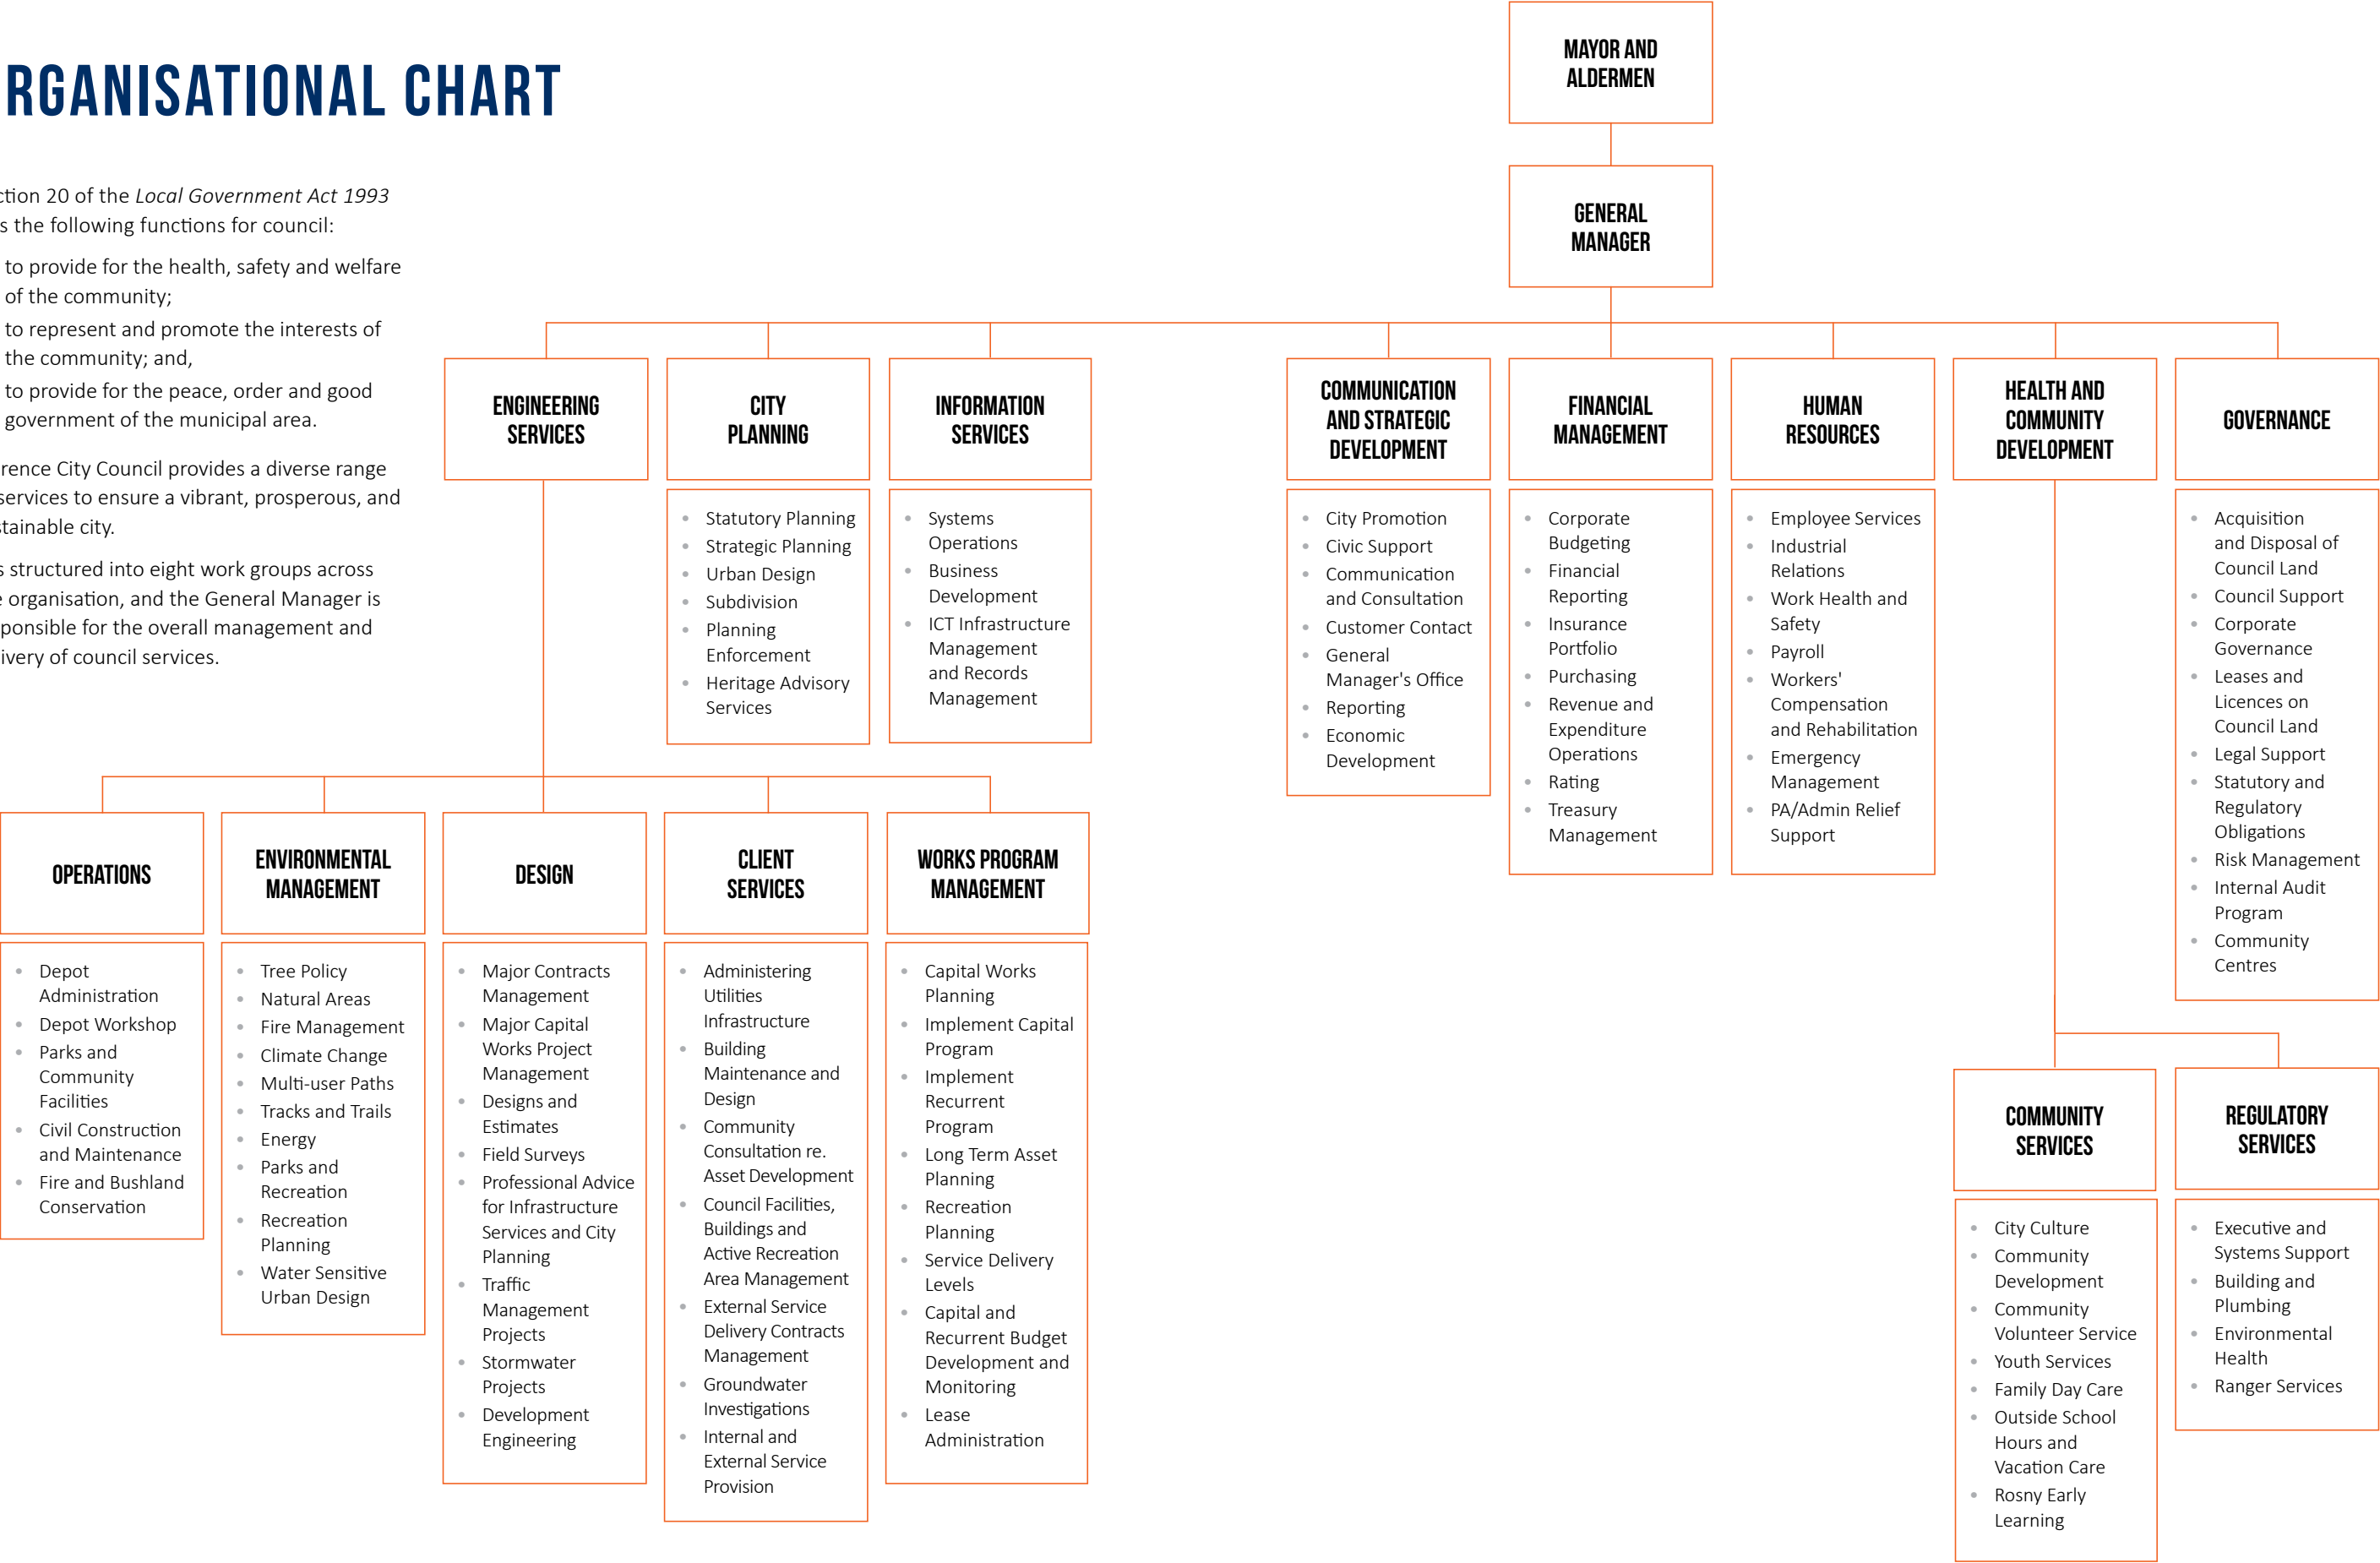 RGANISATIONAL CHART
ction 20 of the Local Government Act 1993
s the following functions for council:
to provide for the health, safety and welfare
of the community;
to represent and promote the interests of
the community; and,
to provide for the peace, order and good
government of the municipal area.
rence City Council provides a diverse range
services to ensure a vibrant, prosperous, and
stainable city.
s structured into eight work groups across
e organisation, and the General Manager is
ponsible for the overall management and
ivery of council services.
MAYOR AND
ALDERMEN
GENERAL
MANAGER
ENGINEERING
SERVICES
CITY
PLANNING
• Statutory Planning
• Strategic Planning
• Urban Design
• Subdivision
• Planning
Enforcement
• Heritage Advisory
Services
INFORMATION
SERVICES
• Systems
Operations
• Business
Development
• ICT Infrastructure
Management
and Records
Management
COMMUNICATION
AND STRATEGIC
DEVELOPMENT
• City Promotion
• Civic Support
• Communication
and Consultation
• Customer Contact
• General
Manager's Office
• Reporting
• Economic
Development
FINANCIAL
MANAGEMENT
• Corporate
Budgeting
• Financial
Reporting
• Insurance
Portfolio
• Purchasing
• Revenue and
Expenditure
Operations
• Rating
• Treasury
Management
HUMAN
RESOURCES
• Employee Services
• Industrial
Relations
• Work Health and
Safety
• Payroll
• Workers'
Compensation
and Rehabilitation
• Emergency
Management
• PA/Admin Relief
Support
HEALTH AND
COMMUNITY
DEVELOPMENT
GOVERNANCE
• Acquisition
and Disposal of
Council Land
• Council Support
• Corporate
Governance
• Leases and
Licences on
Council Land
• Legal Support
• Statutory and
Regulatory
Obligations
• Risk Management
• Internal Audit
Program
• Community
Centres
OPERATIONS
• Depot
Administration
• Depot Workshop
• Parks and
Community
Facilities
• Civil Construction
and Maintenance
• Fire and Bushland
Conservation
ENVIRONMENTAL
MANAGEMENT
• Tree Policy
• Natural Areas
• Fire Management
• Climate Change
• Multi-user Paths
• Tracks and Trails
• Energy
• Parks and
Recreation
• Recreation
Planning
• Water Sensitive
Urban Design
DESIGN
• Major Contracts
Management
• Major Capital
Works Project
Management
• Designs and
Estimates
• Field Surveys
• Professional Advice
for Infrastructure
Services and City
Planning
• Traffic
Management
Projects
• Stormwater
Projects
• Development
Engineering
CLIENT
SERVICES
• Administering
Utilities
Infrastructure
• Building
Maintenance and
Design
• Community
Consultation re.
Asset Development
• Council Facilities,
Buildings and
Active Recreation
Area Management
• External Service
Delivery Contracts
Management
• Groundwater
Investigations
• Internal and
External Service
Provision
WORKS PROGRAM
MANAGEMENT
• Capital Works
Planning
• Implement Capital
Program
• Implement
Recurrent
Program
• Long Term Asset
Planning
• Recreation
Planning
• Service Delivery
Levels
• Capital and
Recurrent Budget
Development and
Monitoring
• Lease
Administration
COMMUNITY
SERVICES
• City Culture
• Community
Development
• Community
Volunteer Service
• Youth Services
• Family Day Care
• Outside School
Hours and
Vacation Care
• Rosny Early
Learning
REGULATORY
SERVICES
• Executive and
Systems Support
• Building and
Plumbing
• Environmental
Health
• Ranger Services